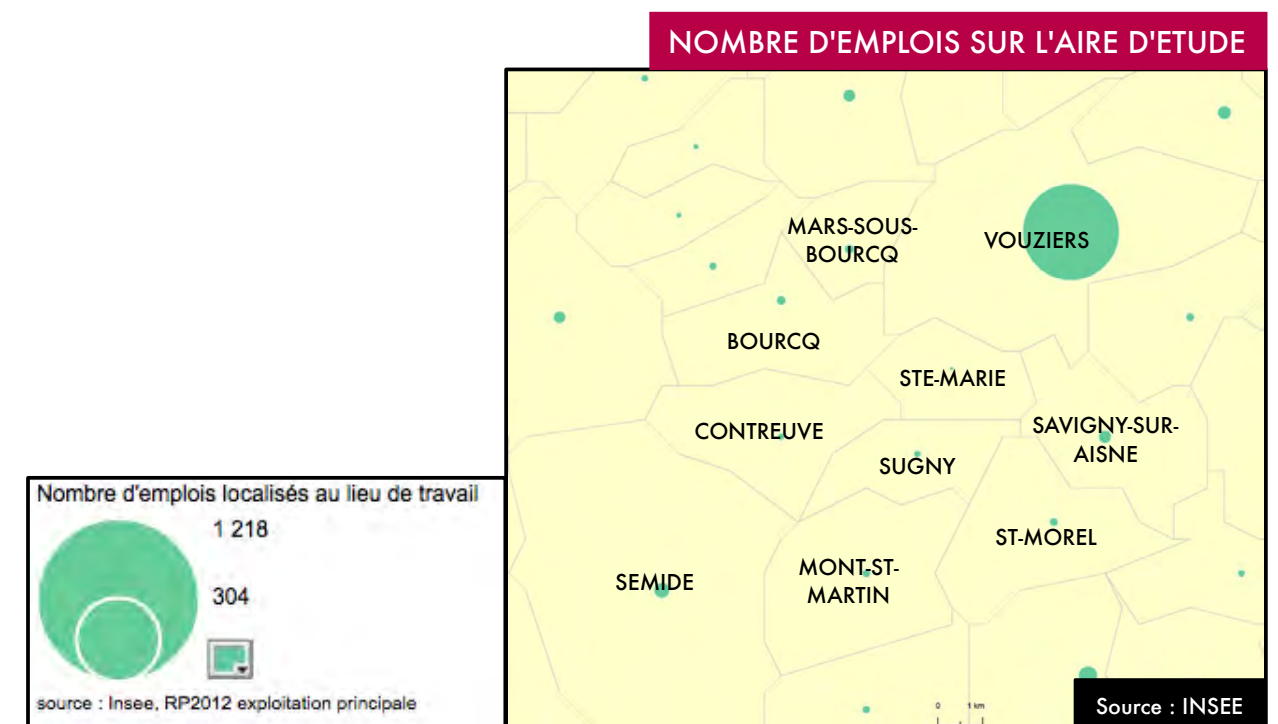 NOMBRE D'EMPLOIS SUR L'AIRE D'ETUDE
MARS-SOUS-
BOURCQ
VOUZIERS
BOURCQ
STE-MARIE
CONTREUVE
SAVIGNY-SUR-
AISNE
SUGNY
ST-MOREL
SEMIDE
MONT-ST-
MARTIN
Nombre d'emplois localisés au lieu de travail
1 218
304
source : Insee, RP2012 exploitation principale
0 1 km
Source : INSEE